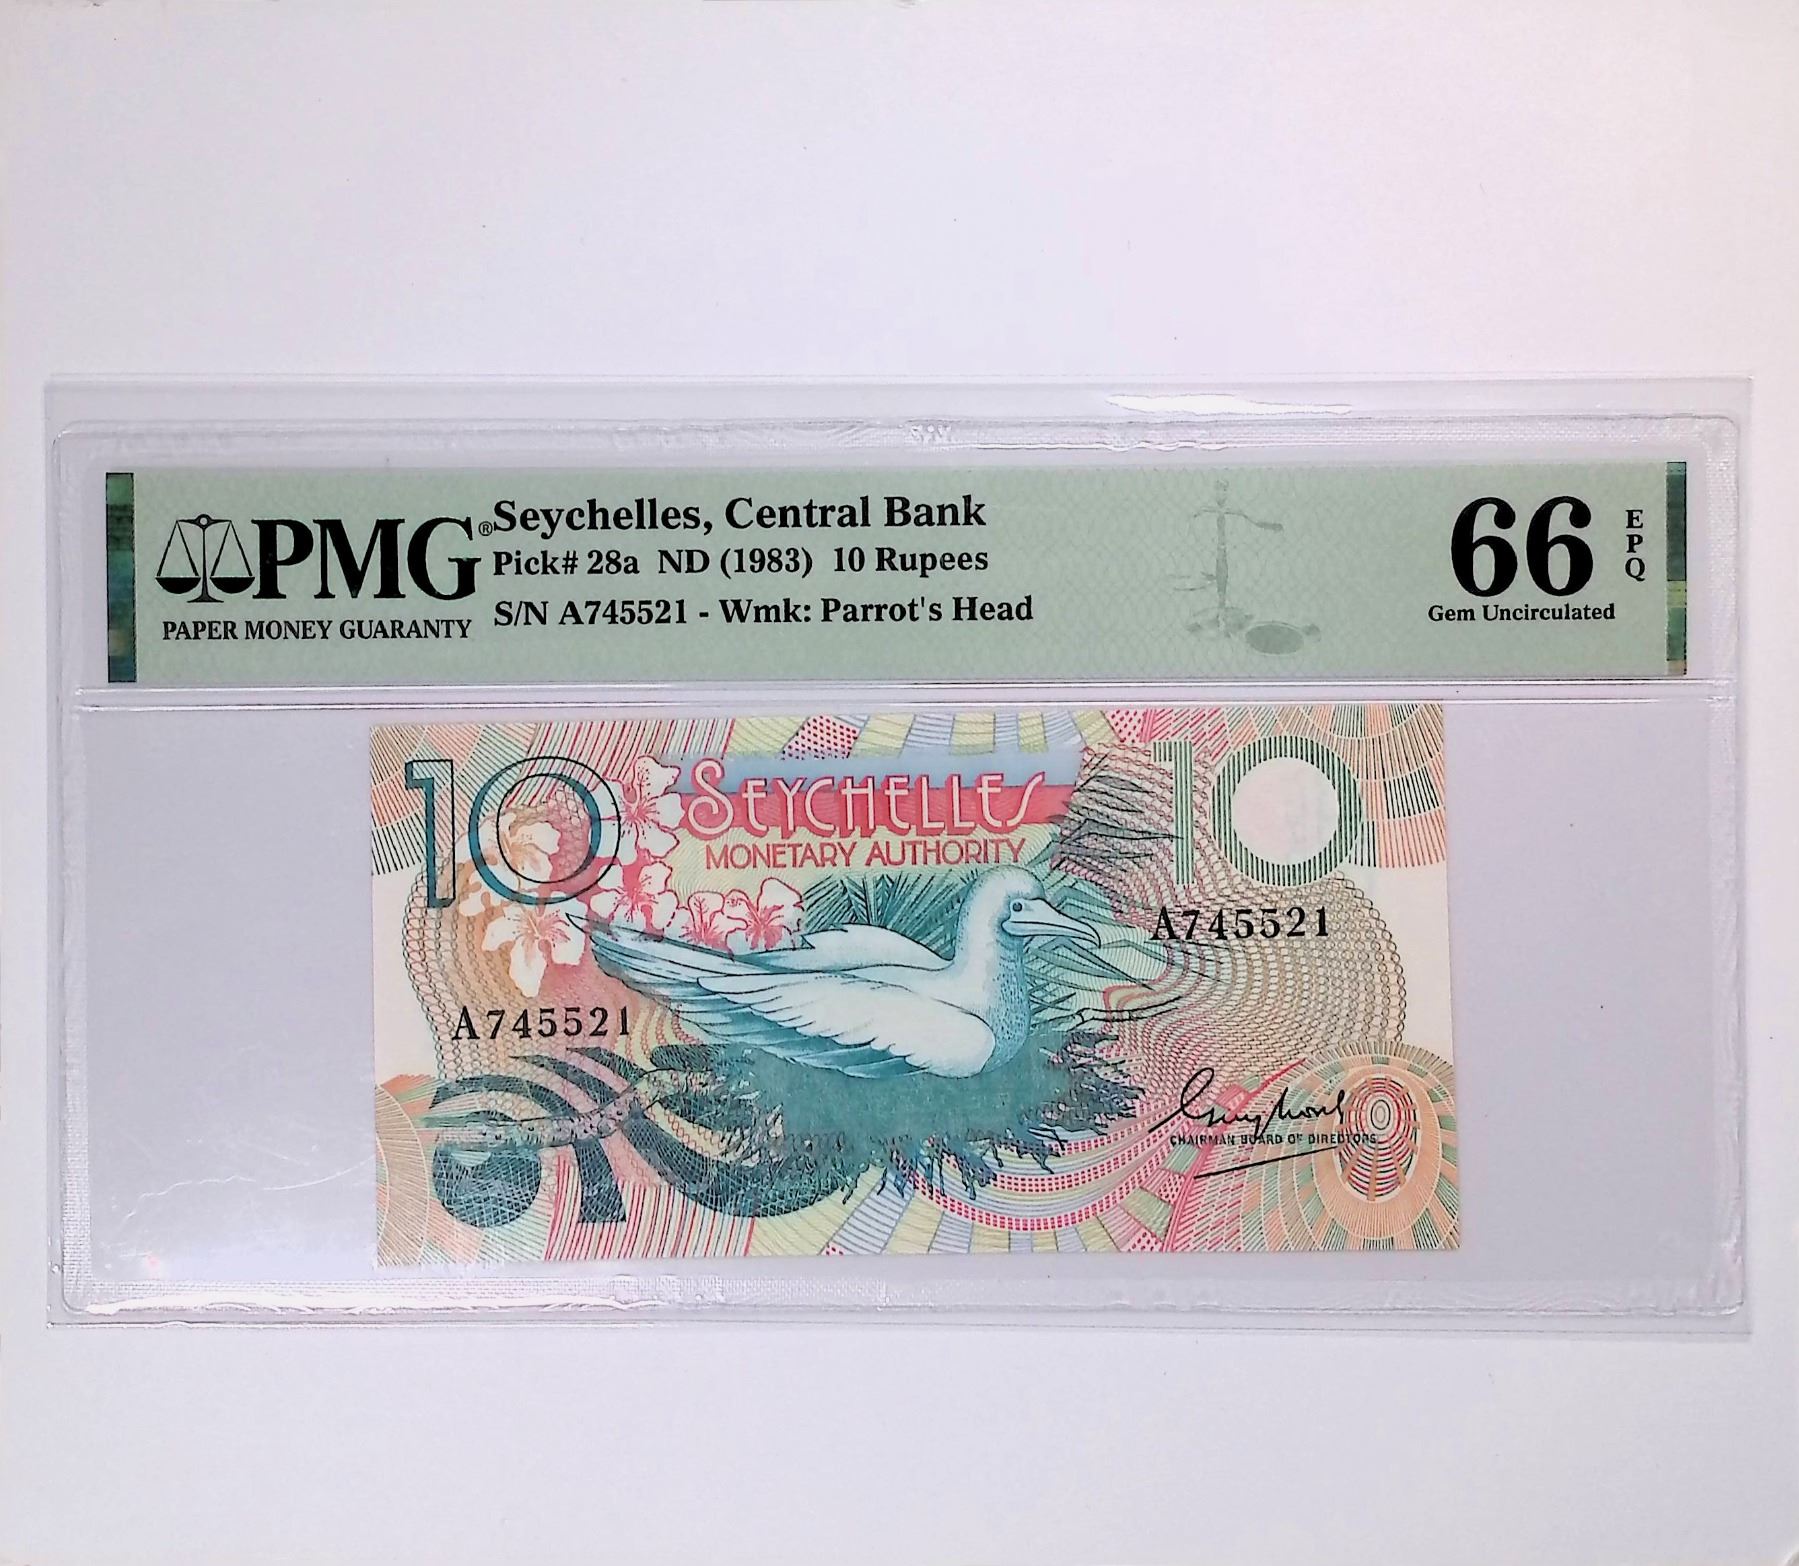 PMG®
PAPER MONEY GUARANTY
Seychelles, Central Bank
Pick# 28a ND (1983) 10 Rupees
S/N A745521 - Wmk: Parrot's Head
66
EPQ
Gem Uncirculated
10
SEYCHELLES
MONETARY AUTHORITY
10
A745521
A745521
CHAIRMAN BOARD OF DIRECTORS